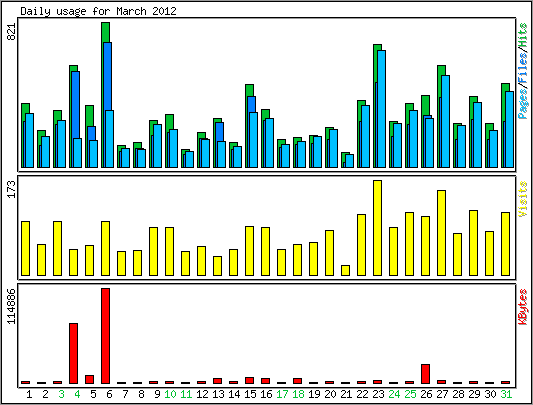 Daily usage for March 2012
821
Pages/Files/Hits
173
Visits
114886
KBytes
1 2 3 4 5 6 7 8 9 10 11 12 13 14 15 16 17 18 19 20 21 22 23 24 25 26 27 28 29 30 31